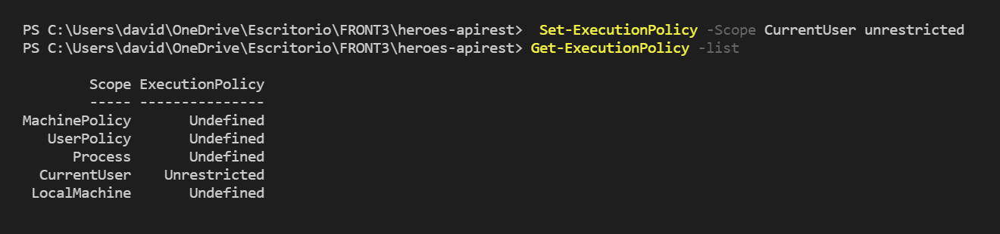 PS C:\Users\david\OneDrive\Escritorio\FRONT3\heroes-apirest>  Set-ExecutionPolicy -Scope CurrentUser unrestricted
PS C:\Users\david\OneDrive\Escritorio\FRONT3\heroes-apirest> Get-ExecutionPolicy -list
        Scope ExecutionPolicy
        ----- ---------------
MachinePolicy       Undefined
   UserPolicy       Undefined
      Process       Undefined
  CurrentUser    Unrestricted
 LocalMachine       Undefined